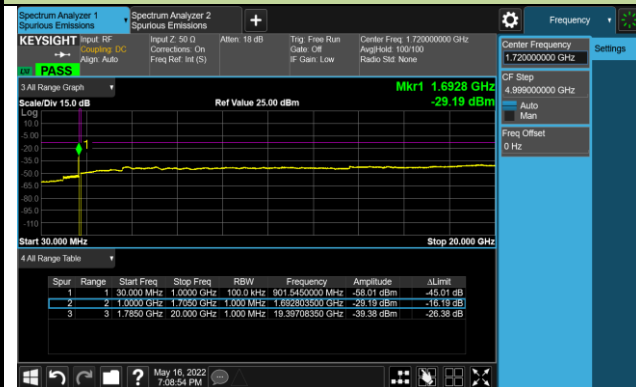 Spectrum Analyzer 1
Spurious Emissions
Spectrum Analyzer 2
Spurious Emissions
+
Frequency
KEYSIGHT
Input: RF
Coupling: DC
Align: Auto
Input Z: 50 Ω
Corrections: On
Freq Ref: Int (S)
Atten: 18 dB
Trig: Free Run
Gate: Off
IF Gain: Low
Center Freq: 1.720000000 GHz
Avg|Hold: 100/100
Radio Std: None
PASS
Center Frequency
1.720000000 GHz
Settings
CF Step
4.999000000 GHz
Auto
Man
Freq Offset
0 Hz
3 All Range Graph
Mkr1 1.6928 GHz
Scale/Div 15.0 dB
Ref Value 25.00 dBm
-29.19 dBm
Log
10.0
-5.00
-20.0
-35.0
-50.0
-65.0
-80.0
-95.0
-110
1
Start 30.000 MHz
Stop 20.000 GHz
4 All Range Table
Spur Range Start Freq Stop Freq RBW Frequency Amplitude ΔLimit
1 1 30.000 MHz 1.0000 GHz 100.0 kHz 901.5450000 MHz -58.01 dBm -45.01 dB
2 2 1.0000 GHz 1.7050 GHz 1.000 MHz 1.692803500 GHz -29.19 dBm -16.19 dB
3 3 1.7850 GHz 20.000 GHz 1.000 MHz 19.39708350 GHz -39.38 dBm -26.38 dB
?
May 16, 2022
7:08:54 PM